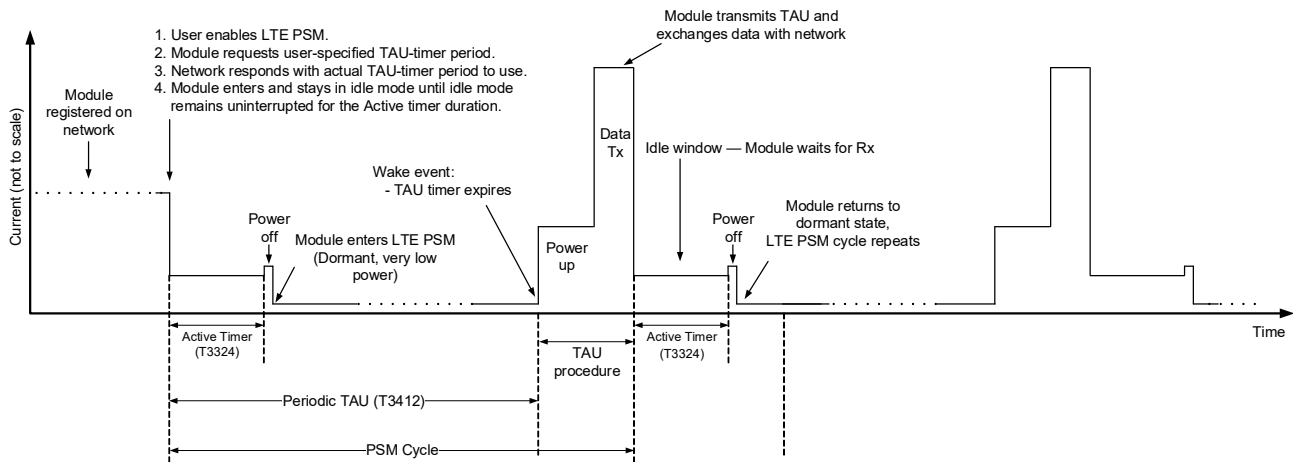 Module transmits TAU and
exchanges data with network
1. User enables LTE PSM.
2. Module requests user-specified TAU-timer period.
3. Network responds with actual TAU-timer period to use.
4. Module enters and stays in idle mode until idle mode
remains uninterrupted for the Active timer duration.
Module
registered on
network
Current (not to scale)
Data
Tx
Idle window — Module waits for Rx
Wake event:
- TAU timer expires
Power
off
Module enters LTE PSM
(Dormant, very low
power)
Power
up
Power
off
Module returns to
dormant state,
LTE PSM cycle repeats
Time
Active Timer
(T3324)
TAU
procedure
Active Timer
(T3324)
Periodic TAU (T3412)
PSM Cycle